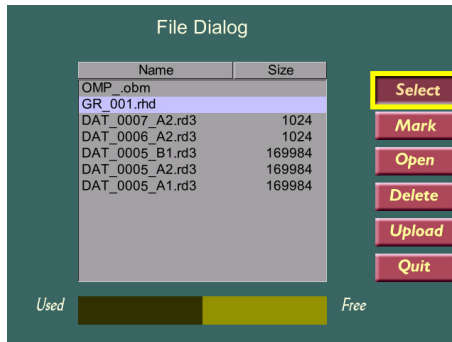 File Dialog
Name Size
OMP_.obm
GR_001.rhd
DAT_0007_A2.rd3 1024
DAT_0006_A2.rd3 1024
DAT_0005_B1.rd3 169984
DAT_0005_A2.rd3 169984
DAT_0005_A1.rd3 169984
Select
Mark
Open
Delete
Upload
Quit
Used Free